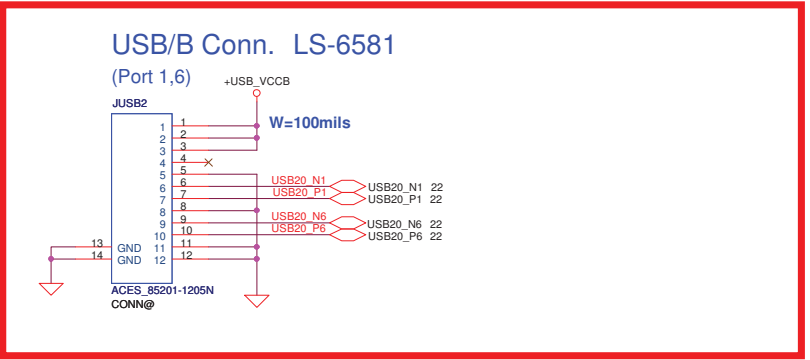 USB/B Conn. LS-6581
(Port 1,6)
+USB_VCCB
JUSB2
W=100mils
1 1
2 2
3 3
4 4
5 5
6 6 USB20_N1 USB20_N1 22
7 7 USB20_P1 USB20_P1 22
8 8
9 9 USB20_N6 USB20_N6 22
10 10 USB20_P6 USB20_P6 22
13 GND 11 11
14 GND 12 12
ACES_85201-1205N
CONN@